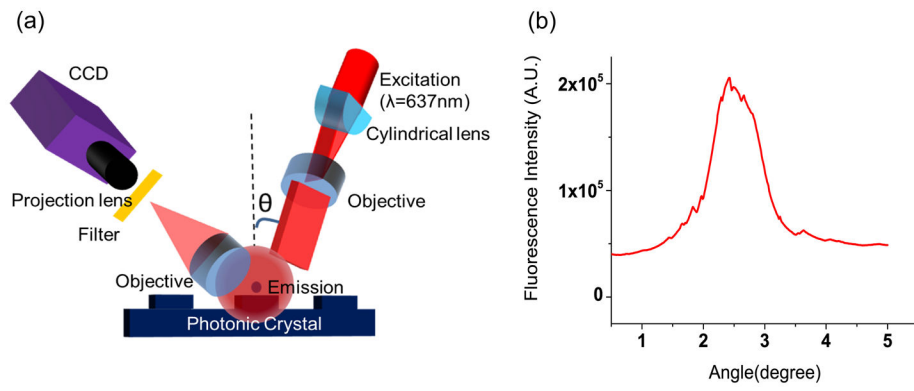 (a)
CCD
Excitation
(λ=637nm)
Cylindrical lens
Projection lens
θ
Objective
Filter
Objective
Emission
Photonic Crystal
(b)
Fluorescence Intensity (A.U.)
2x10⁵
1x10⁵
0
1 2 3 4 5
Angle(degree)